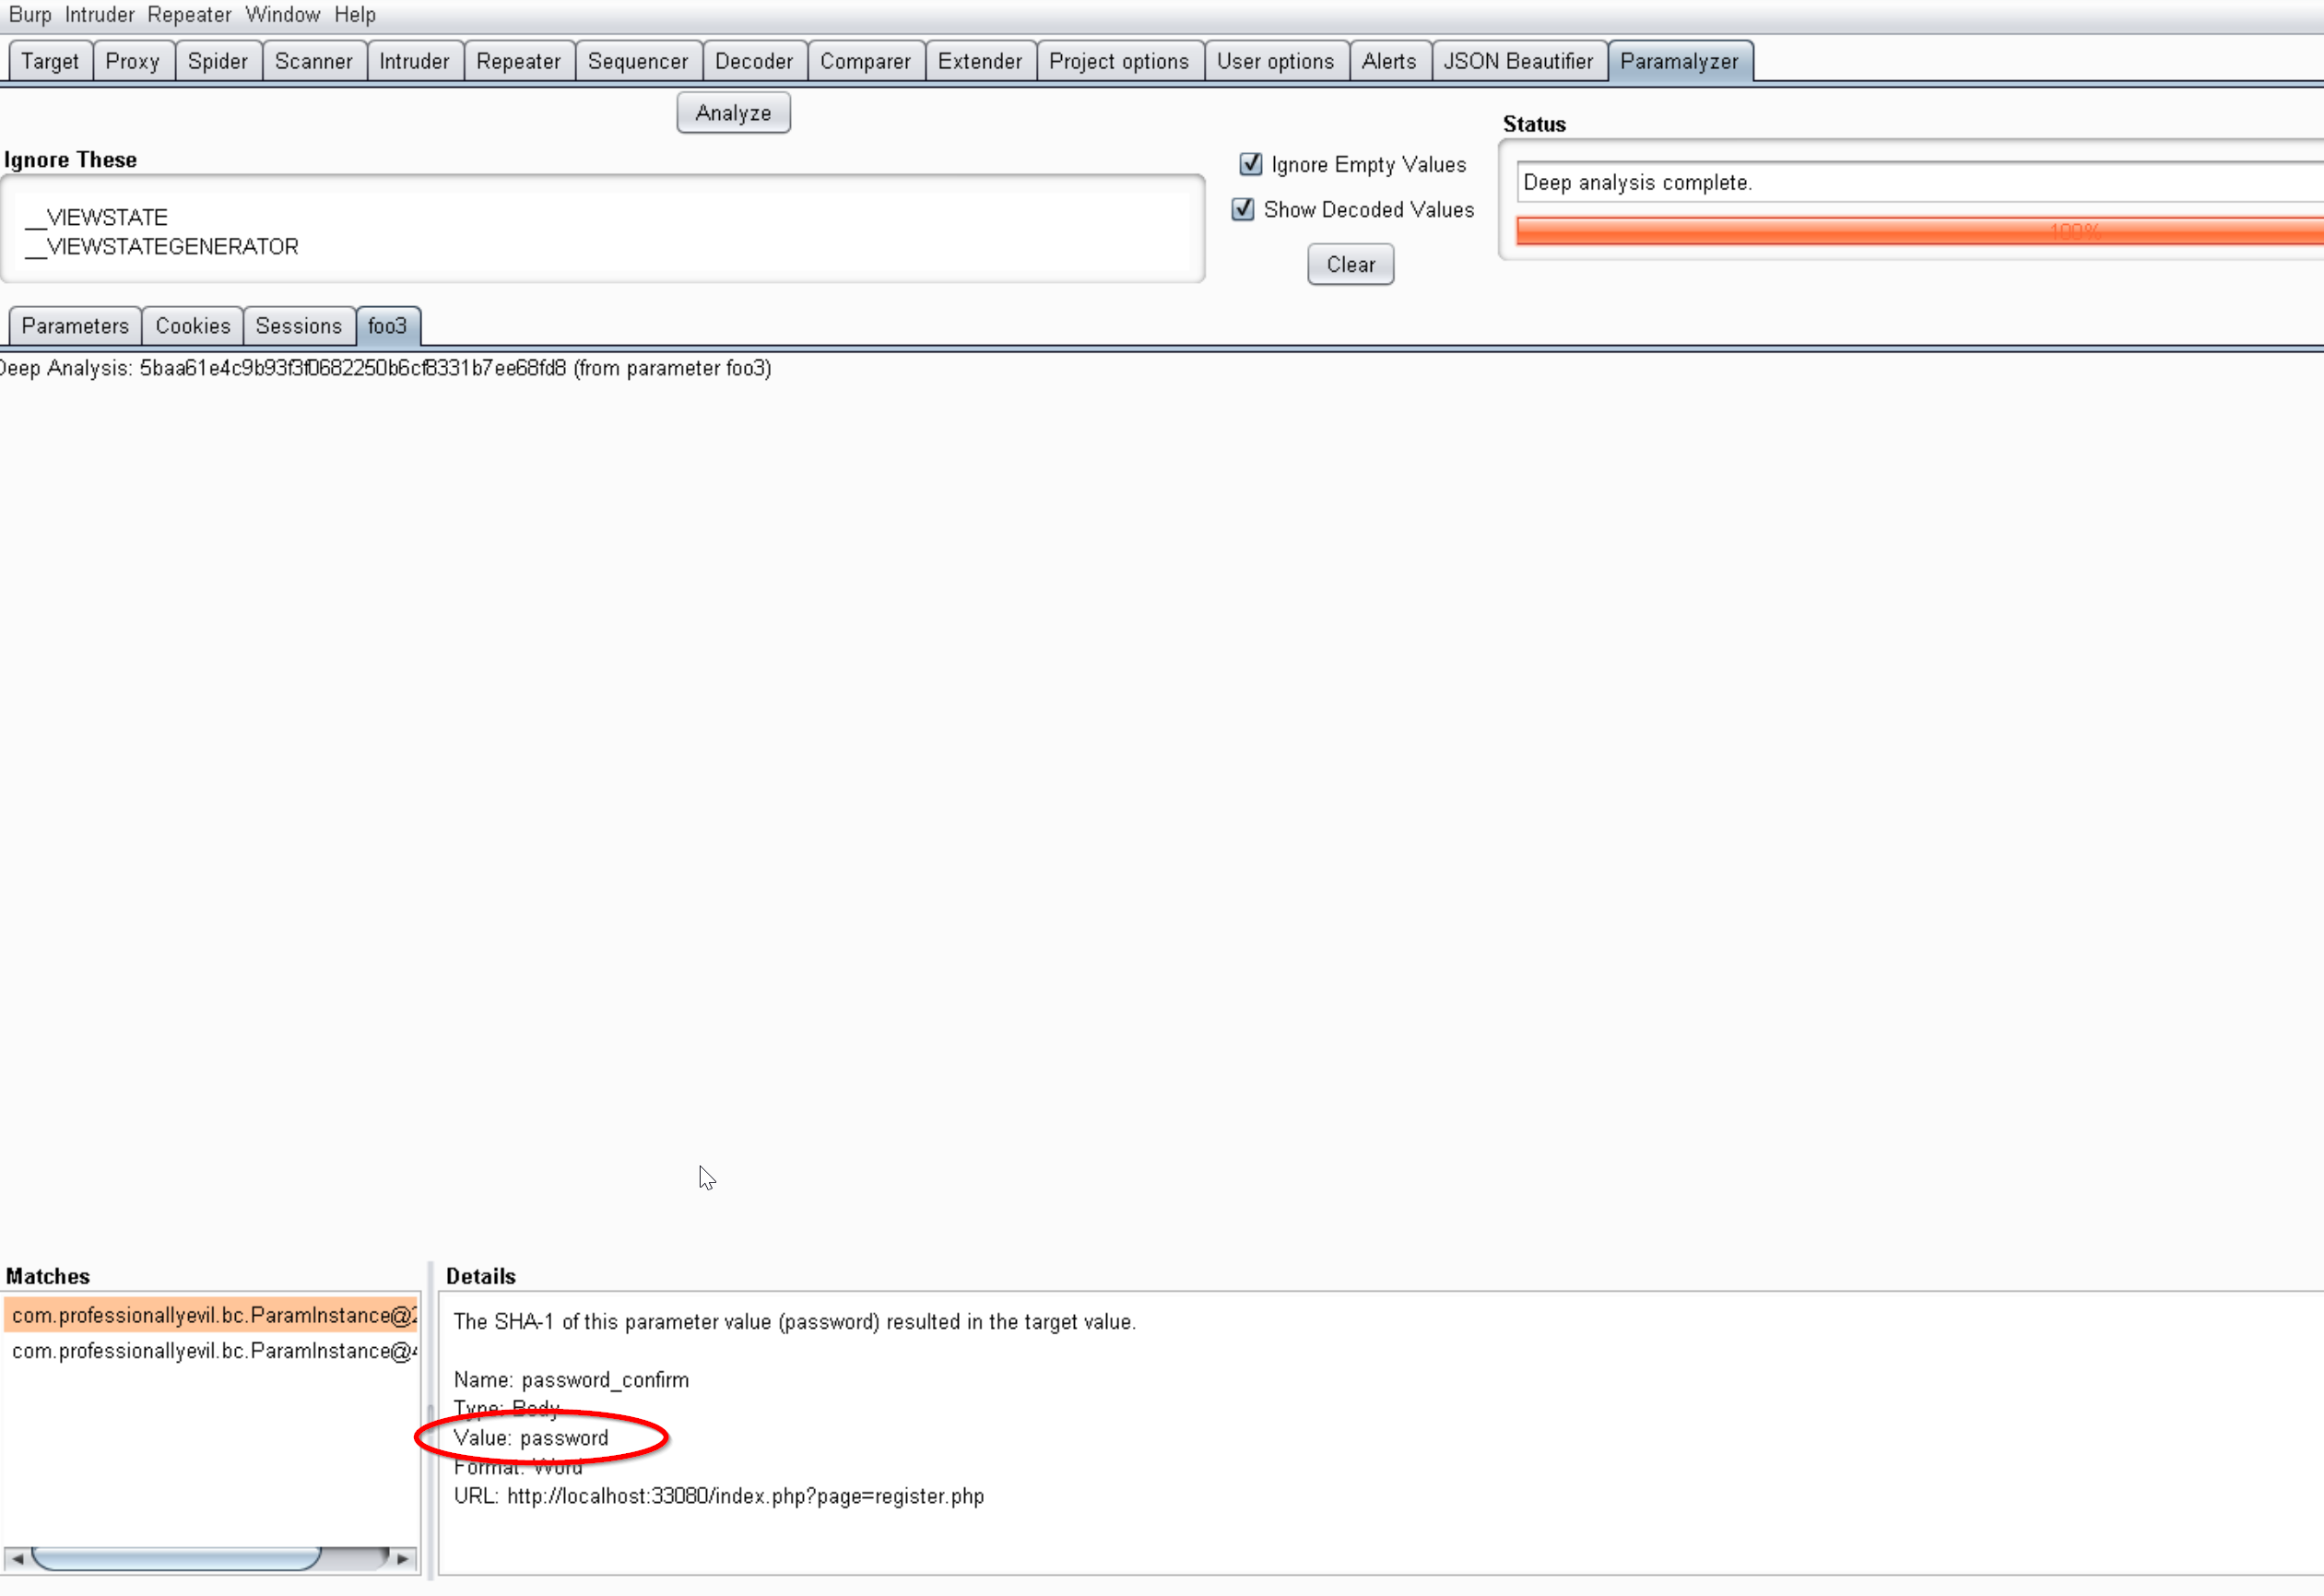 Burp Intruder Repeater Window Help
Target Proxy Spider Scanner Intruder Repeater Sequencer Decoder Comparer Extender Project options User options Alerts JSON Beautifier Paramalyzer
Analyze
Status
Ignore These
Ignore Empty Values
Deep analysis complete.
Show Decoded Values
__VIEWSTATE
100%
__VIEWSTATEGENERATOR
Clear
Parameters Cookies Sessions foo3
Deep Analysis: 5baa61e4c9b93f3f0682250b6cf8331b7ee68fd8 (from parameter foo3)
Matches
com.professionallyevil.bc.ParamInstance@2
com.professionallyevil.bc.ParamInstance@4
Details
The SHA-1 of this parameter value (password) resulted in the target value.
Name: password_confirm
Type: Body
Value: password
Format: Word
URL: http://localhost:33080/index.php?page=register.php